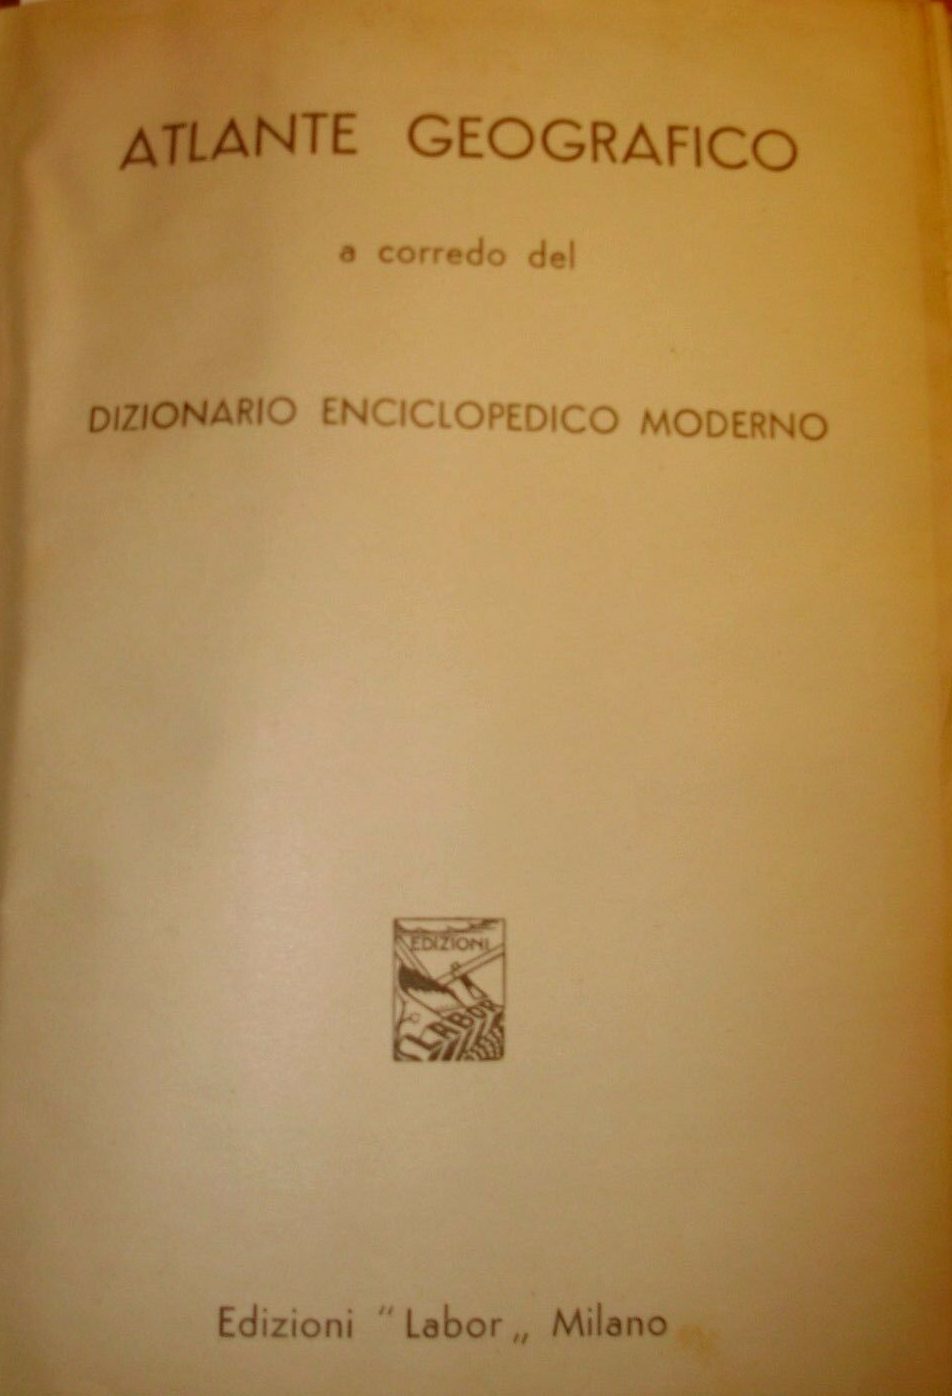 ATLANTE GEOGRAFICO
a corredo del
DIZIONARIO ENCICLOPEDICO MODERNO
EDIZIONI
LABOR
Edizioni “ Labor „ Milano